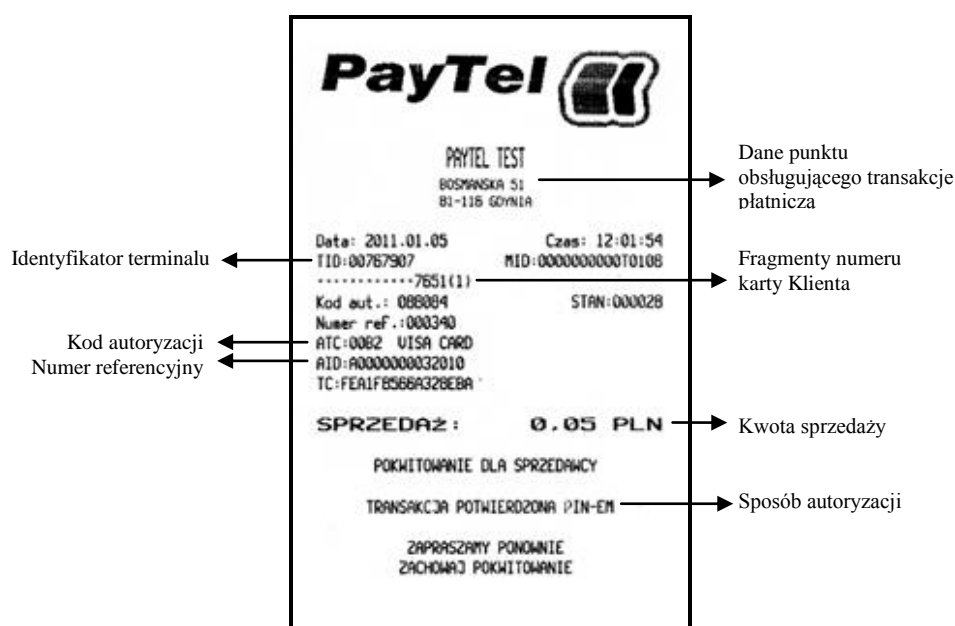 PayTel
PAYTEL TEST
BOSMANSKA 51
81-116 GDYNIA
Dane punktu
obsługującego transakcje
płatnicza
Data: 2011.01.05 Czas: 12:01:54
Identyfikator terminalu
TID:00767907 MID:0000000000T0108
············7651(1)
Fragmenty numeru
karty Klienta
Kod aut.: 088084 STAN:000028
Numer ref.:000340
Kod autoryzacji
ATC:00B2 VISA CARD
Numer referencyjny
AID:A0000000032010
TC:FEA1F8566A328EBA
SPRZEDAż: 0.05 PLN
Kwota sprzedaży
POKWITOWANIE DLA SPRZEDAWCY
TRANSAKCJA POTWIERDZONA PIN-EM
Sposób autoryzacji
ZAPRASZAMY PONOWNIE
ZACHOWAJ POKWITOWANIE